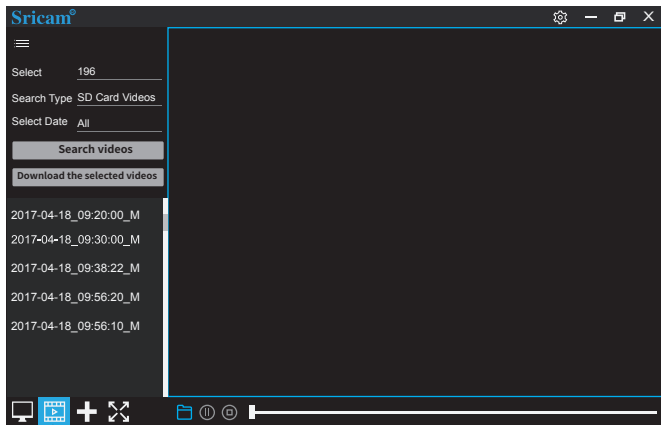 Sricam®
Select 196
Search Type SD Card Videos
Select Date All
Search videos
Download the selected videos
2017-04-18_09:20:00_M
2017-04-18_09:30:00_M
2017-04-18_09:38:22_M
2017-04-18_09:56:20_M
2017-04-18_09:56:10_M